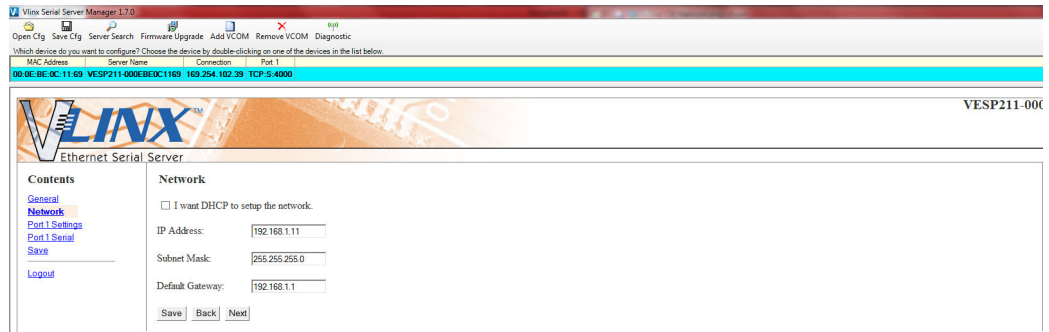 Vlinx Serial Server Manager 1.7.0
Open Cfg Save Cfg Server Search Firmware Upgrade Add VCOM Remove VCOM Diagnostic
Which device do you want to configure? Choose the device by double-clicking on one of the devices in the list below.
MAC Address Server Name Connection Port 1
00:0E:BE:0C:11:69 VESP211-000EBE0C1169 169.254.102.39 TCP:S:4000
VESP211-000
VLINX TM
Ethernet Serial Server
Contents
General
Network
Port 1 Settings
Port 1 Serial
Save
Logout
Network
I want DHCP to setup the network.
IP Address: 192.168.1.11
Subnet Mask: 255.255.255.0
Default Gateway: 192.168.1.1
Save Back Next